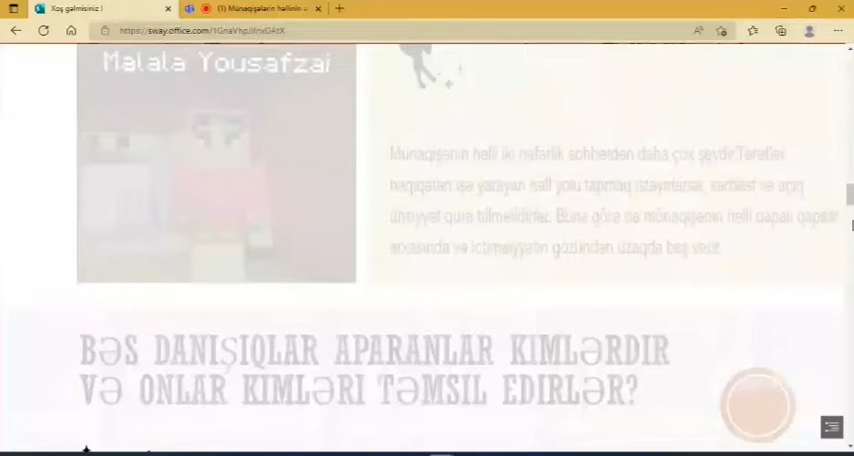 Xoş gəlmisiniz !
(1) Münaqişələrin həllinin ə
https://sway.office.com/
Malala Yousafzai
Münaqişənin həlli iki nəfərlik söhbətdən daha çox şeydir.Tərəflər
həqiqətən işə yarayan həll yolu tapmaq istəyirlərsə, sərbəst və açıq
ünsiyyət qura bilməlidirlər. Buna görə də münaqişənin həlli qapalı qapılar
arxasında və ictimaiyyətin gözündən uzaqda baş verir.
BƏS DANIŞIQLAR APARANLAR KIMLƏRDIR
VƏ ONLAR KIMLƏRI TƏMSIL EDIRLƏR?